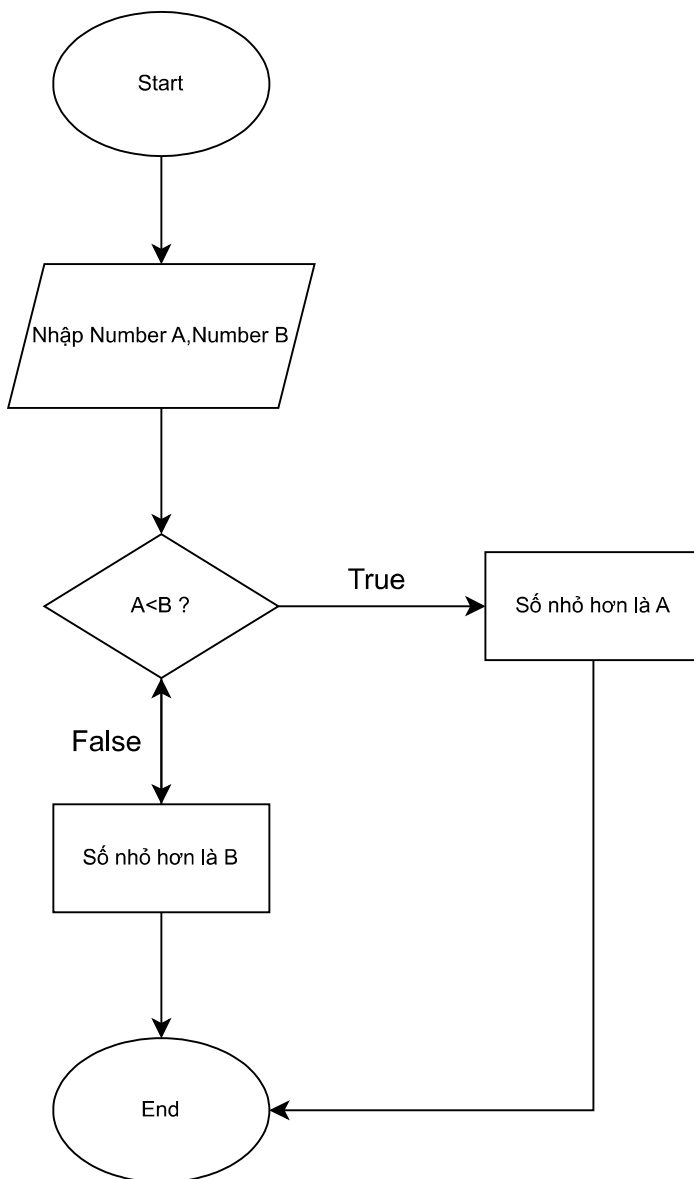 Start
Nhập Number A,Number B
A<B ?
True
Số nhỏ hơn là A
False
Số nhỏ hơn là B
End